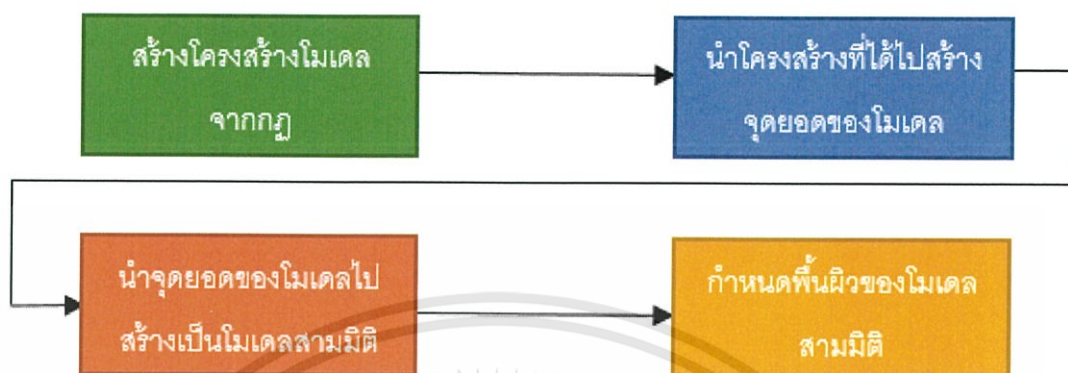 สร้างโครงสร้างโมเดล
จากกฎ
นำโครงสร้างที่ได้ไปสร้าง
จุดยอดของโมเดล
นำจุดยอดของโมเดลไป
สร้างเป็นโมเดลสามมิติ
กำหนดพื้นผิวของโมเดล
สามมิติ